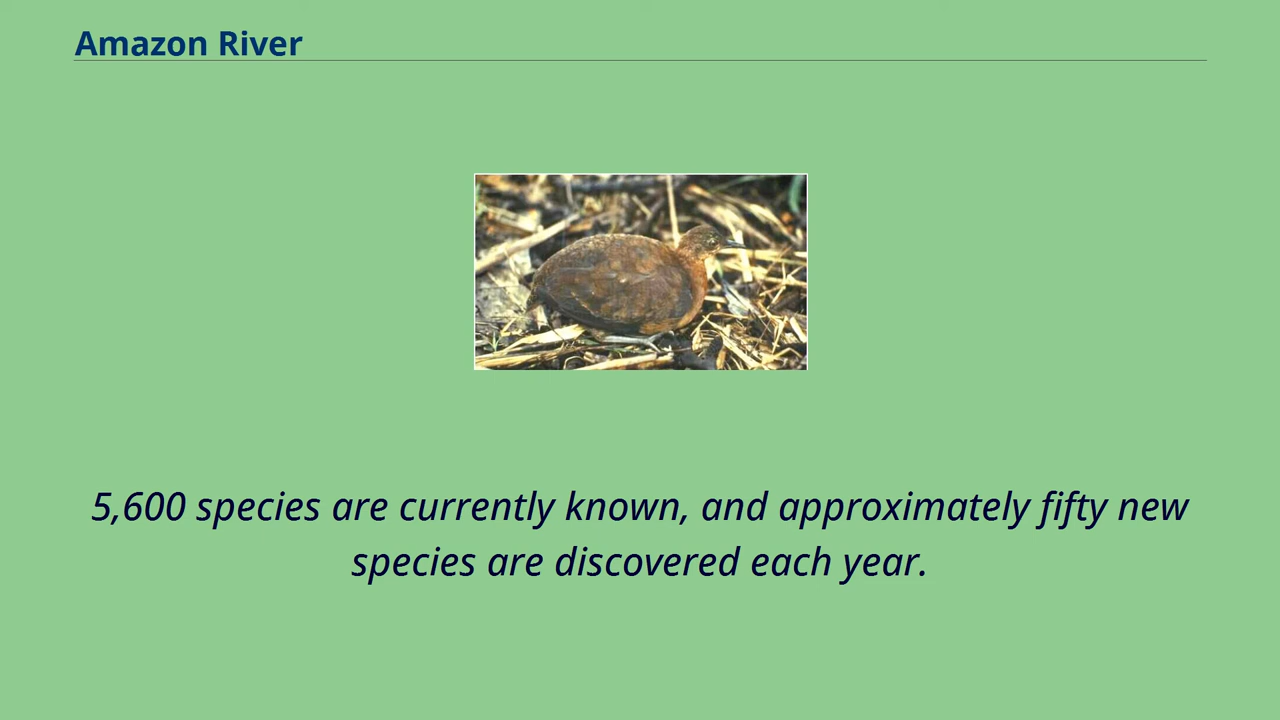 Amazon River
5,600 species are currently known, and approximately fifty new
species are discovered each year.